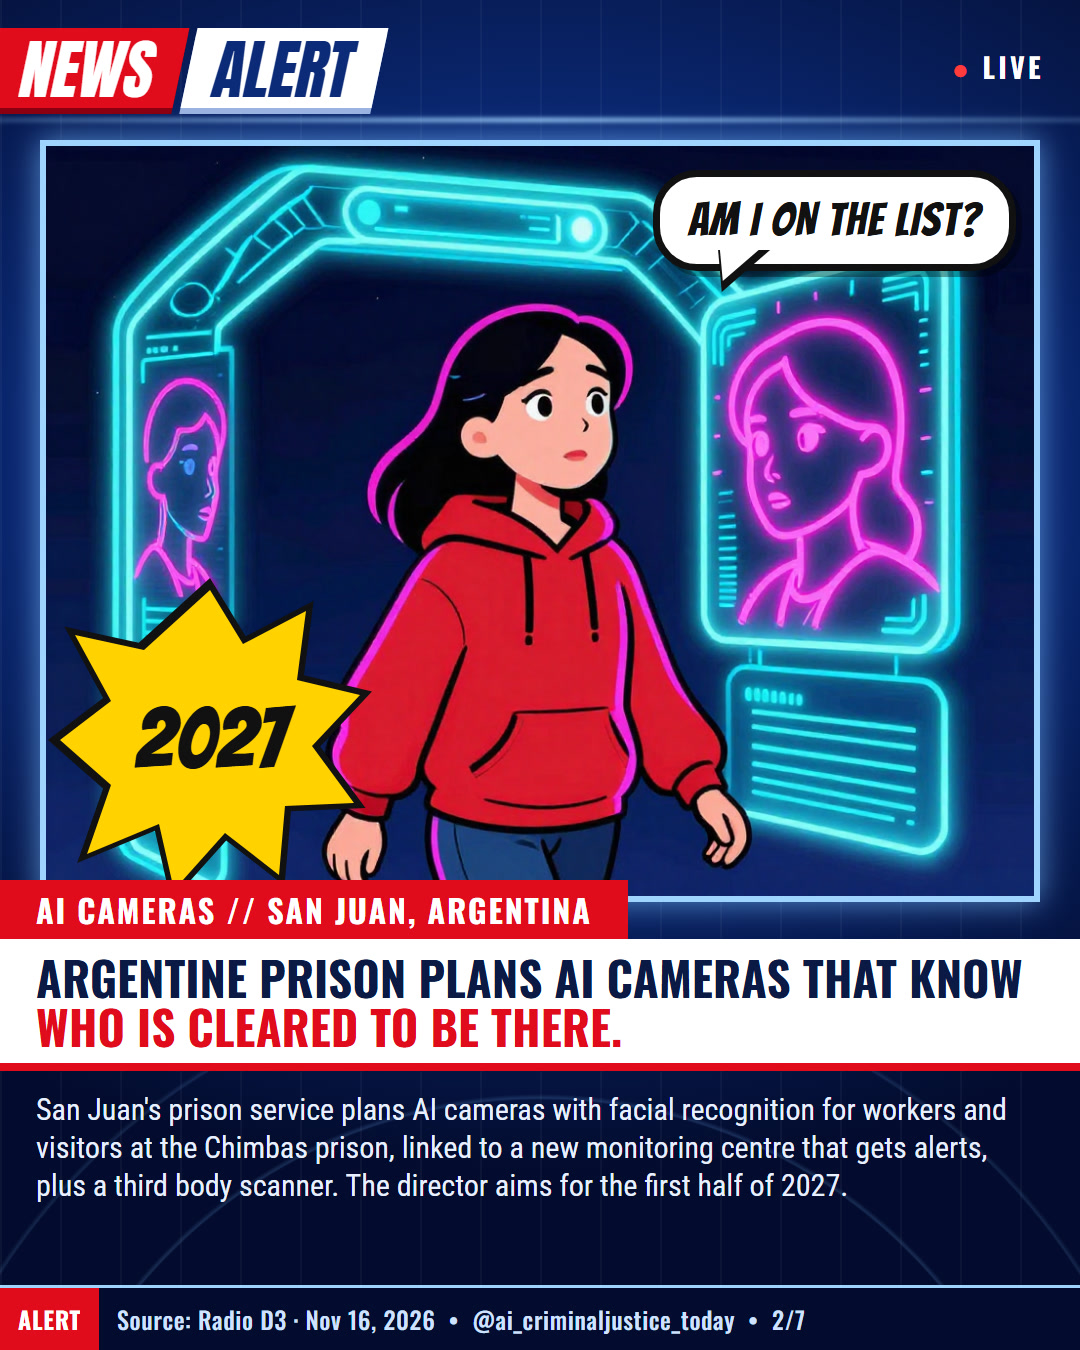 NEWS ALERT
LIVE
AM I ON THE LIST?
2027
AI CAMERAS // SAN JUAN, ARGENTINA
ARGENTINE PRISON PLANS AI CAMERAS THAT KNOW
WHO IS CLEARED TO BE THERE.
San Juan's prison service plans AI cameras with facial recognition for workers and
visitors at the Chimbas prison, linked to a new monitoring centre that gets alerts,
plus a third body scanner. The director aims for the first half of 2027.
ALERT
Source: Radio D3 · Nov 16, 2026 • @ai_criminaljustice_today • 2/7